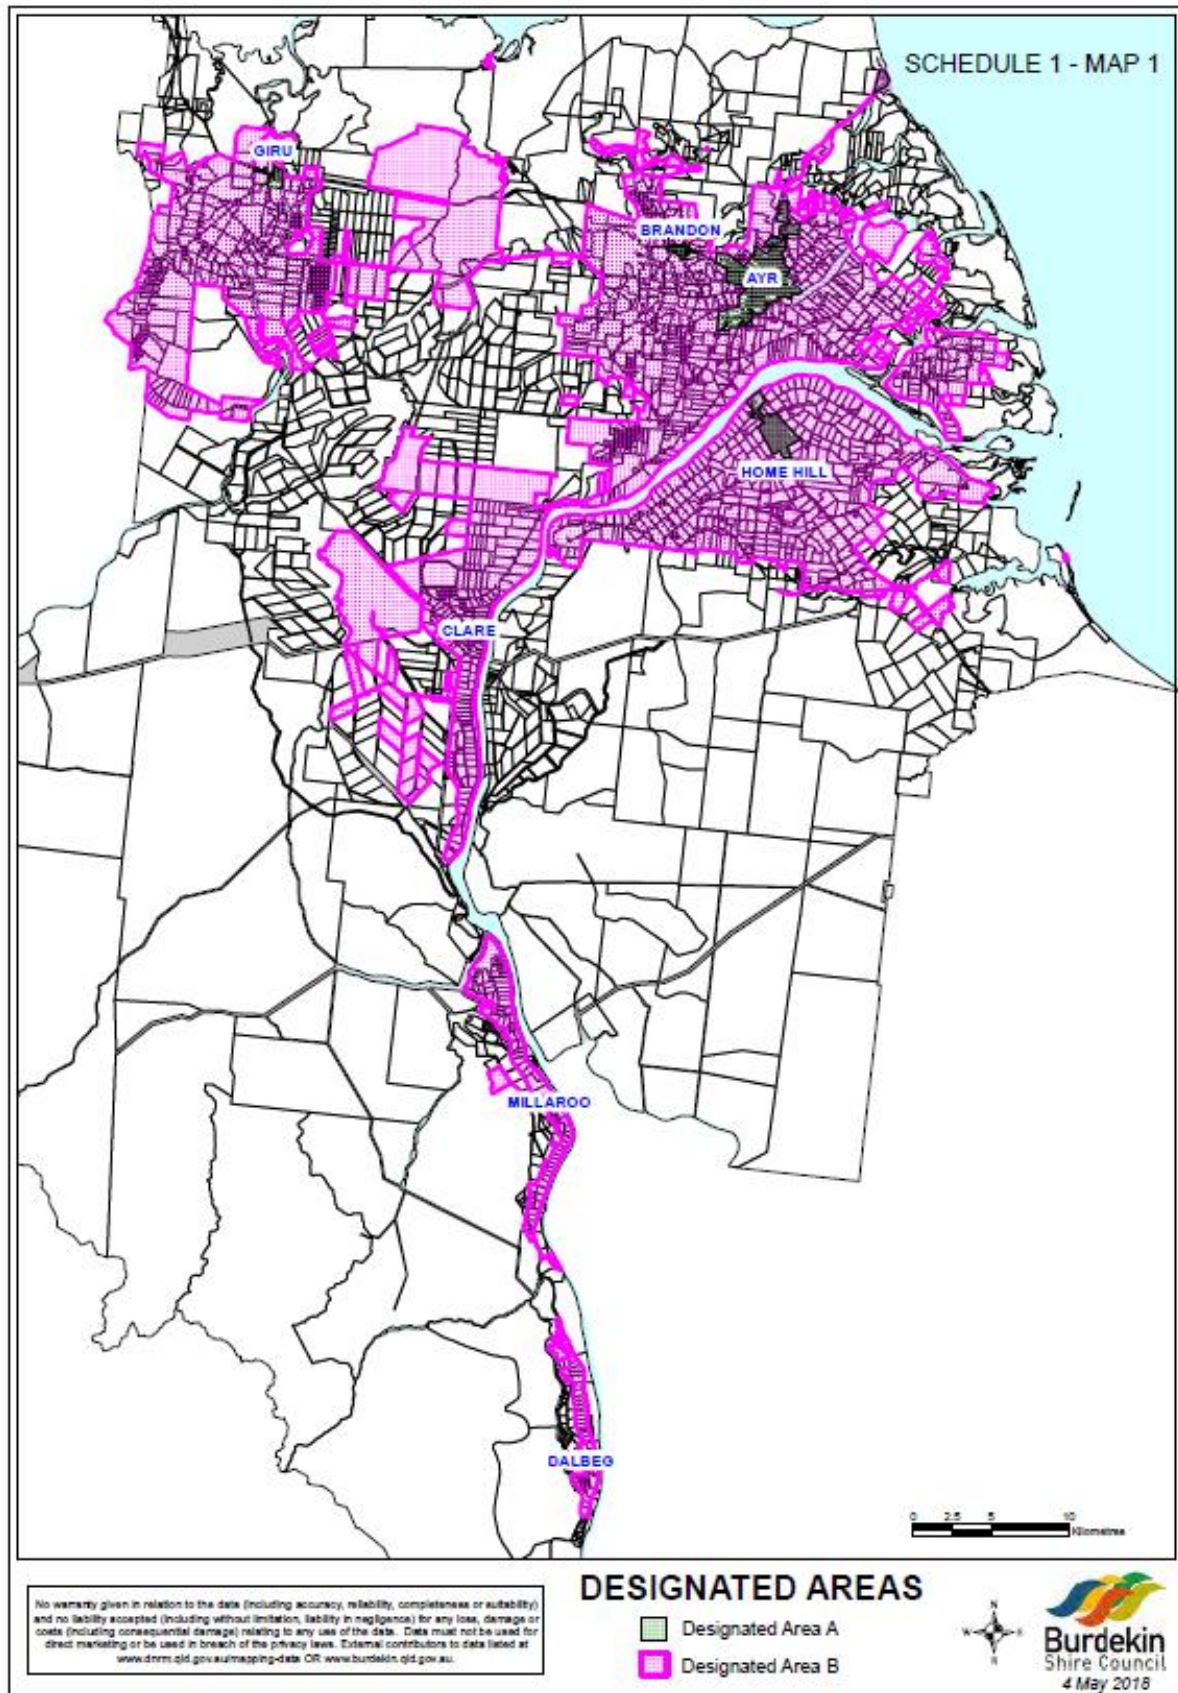 SCHEDULE 1 - MAP 1
GIRU
BRANDON
AYR
HOME HILL
CLARE
MILLAROO
DALBEG
0 2.5 5 10
Kilometres
DESIGNATED AREAS
Designated Area A
Designated Area B
No warranty given in relation to the data (including accuracy, reliability, completeness or suitability)
and no liability accepted (including without limitation, liability in negligence) for any loss, damage or
costs (including consequential damage) relating to any use of the data. Data must not be used for
direct marketing or be used in breach of the privacy laws. External contributors to data listed at
www.dnrm.qld.gov.au/mapping-data OR www.burdekin.qld.gov.au.
N
W E
S
Burdekin
Shire Council
4 May 2018